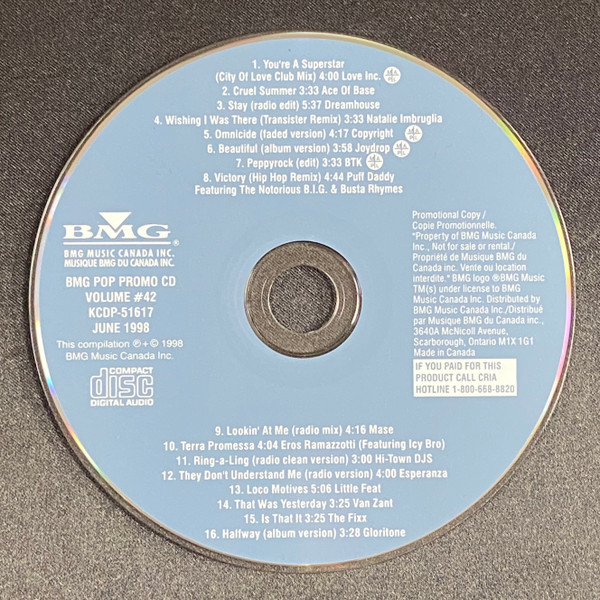 1. You're A Superstar
(City Of Love Club Mix) 4:00 Love Inc.
2. Cruel Summer 3:33 Ace Of Base
3. Stay (radio edit) 5:37 Dreamhouse
4. Wishing I Was There (Transister Remix) 3:33 Natalie Imbruglia
5. Omnicide (faded version) 4:17 Copyright
6. Beautiful (album version) 3:58 Joydrop
7. Peppyrock (edit) 3:33 BTK
8. Victory (Hip Hop Remix) 4:44 Puff Daddy
Featuring The Notorious B.I.G. & Busta Rhymes
BMG®
BMG MUSIC CANADA INC.
MUSIQUE BMG DU CANADA INC.
BMG POP PROMO CD
VOLUME #42
KCDP-51617
JUNE 1998
This compilation ℗ + © 1998
BMG Music Canada Inc.
COMPACT
disc
DIGITAL AUDIO
Promotional Copy /
Copie Promotionnelle.
"Property of BMG Music Canada
Inc., Not for sale or rental./
Propriété de Musique BMG du
Canada Inc. Vente ou location
interdite." BMG logo ®BMG Music
TM(s) under license to BMG
Music Canada Inc. Distributed by
BMG Music Canada Inc./Distribué
par Musique BMG du Canada inc.,
3640A McNicoll Avenue,
Scarborough, Ontario M1X 1G1
Made in Canada
IF YOU PAID FOR THIS
PRODUCT CALL CRIA
HOTLINE 1-800-668-8820
9. Lookin' At Me (radio mix) 4:16 Mase
10. Terra Promessa 4:04 Eros Ramazzotti (Featuring Icy Bro)
11. Ring-a-Ling (radio clean version) 3:00 Hi-Town DJS
12. They Don't Understand Me (radio version) 4:00 Esperanza
13. Loco Motives 5:06 Little Feat
14. That Was Yesterday 3:25 Van Zant
15. Is That It 3:25 The Fixx
16. Halfway (album version) 3:28 Gloritone